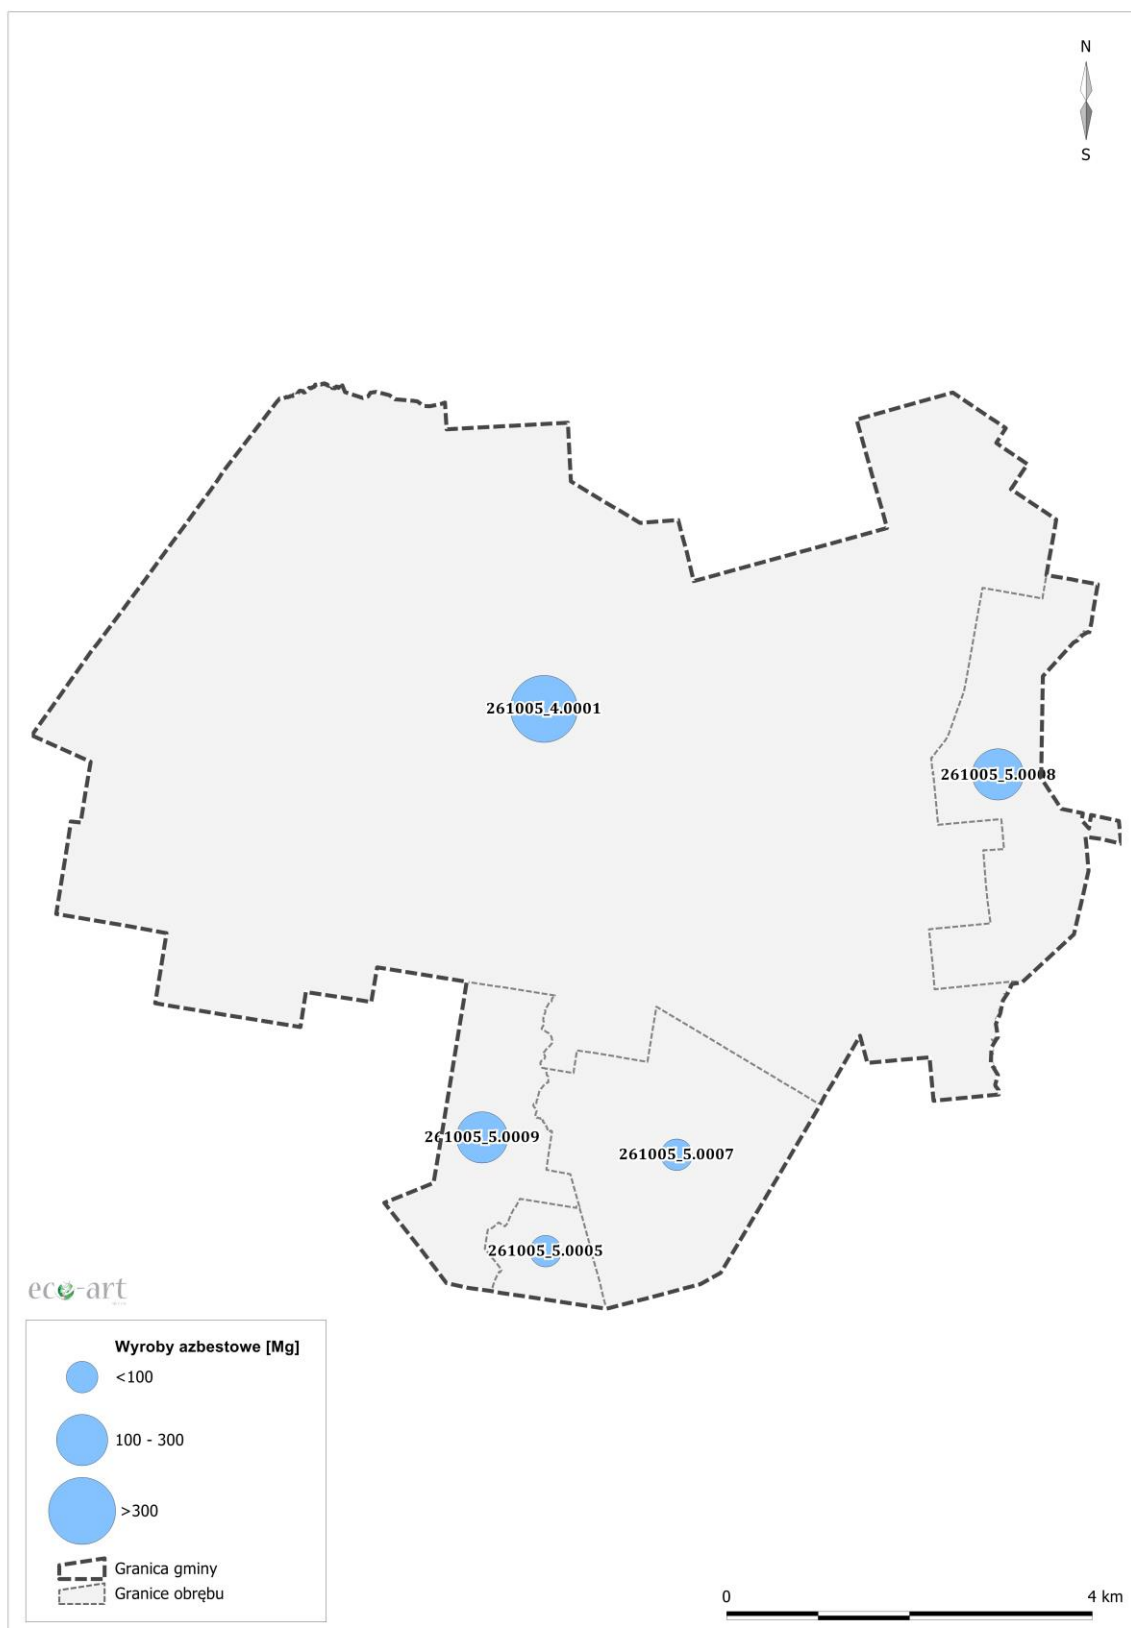 N
S
261005_4.0001
261005_5.0008
261005_5.0009
261005_5.0007
261005_5.0005
eco-art
Wyroby azbestowe [Mg]
<100
100 - 300
>300
Granica gminy
Granice obrębu
0 4 km